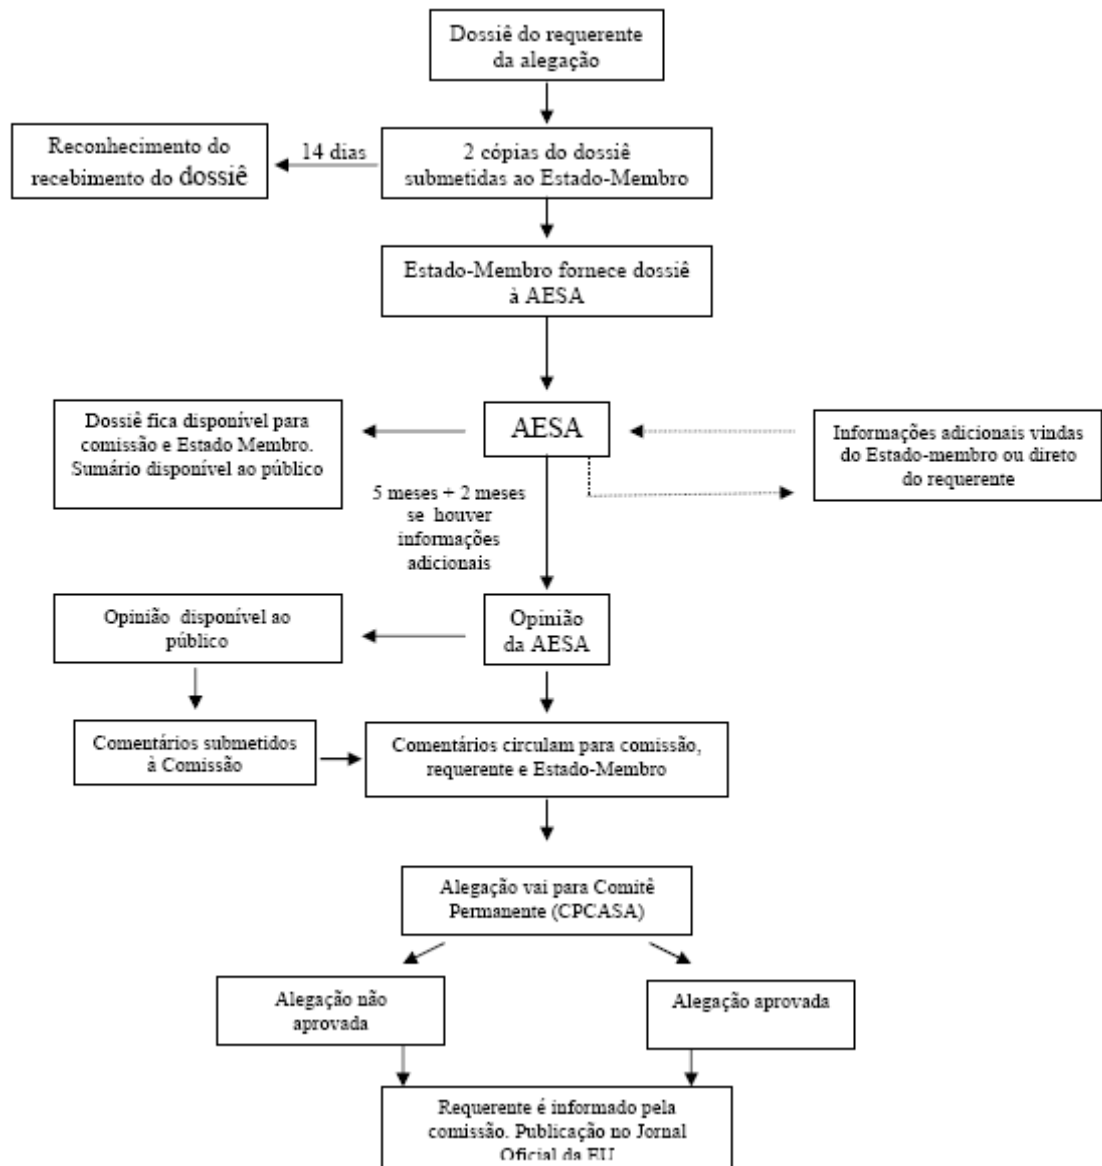 Dossiê do requerente
da alegação
Reconhecimento do
recebimento do dossiê
14 dias
2 cópias do dossiê
submetidas ao Estado-Membro
Estado-Membro fornece dossiê
à AESA
Dossiê fica disponível para
comissão e Estado Membro.
Sumário disponível ao público
AESA
Informações adicionais vindas
do Estado-membro ou direto
do requerente
5 meses + 2 meses
se houver
informações
adicionais
Opinião disponível ao
público
Opinião
da AESA
Comentários submetidos
à Comissão
Comentários circulam para comissão,
requerente e Estado-Membro
Alegação vai para Comitê
Permanente (CPCASA)
Alegação não
aprovada
Alegação aprovada
Requerente é informado pela
comissão. Publicação no Jornal
Oficial da EU